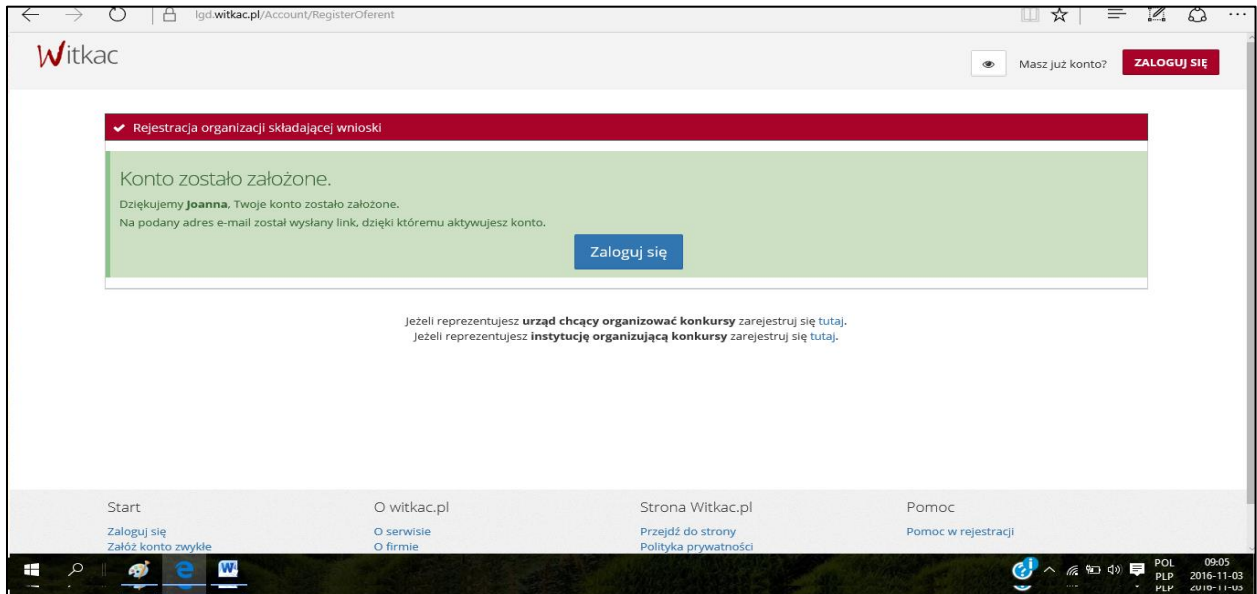 lgd.witkac.pl/Account/RegisterOferent
Witkac
Masz już konto?
ZALOGUJ SIĘ
Rejestracja organizacji składającej wnioski
Konto zostało założone.
Dziękujemy Joanna, Twoje konto zostało założone.
Na podany adres e-mail został wysłany link, dzięki któremu aktywujesz konto.
Zaloguj się
Jeżeli reprezentujesz urząd chcący organizować konkursy zarejestruj się tutaj.
Jeżeli reprezentujesz instytucję organizującą konkursy zarejestruj się tutaj.
Start
Zaloguj się
Załóż konto zwykłe
O witkac.pl
O serwisie
O firmie
Strona Witkac.pl
Przejdź do strony
Polityka prywatności
Pomoc
Pomoc w rejestracji
POL 09:05
PLP 2016-11-03
PLP 2016-11-03